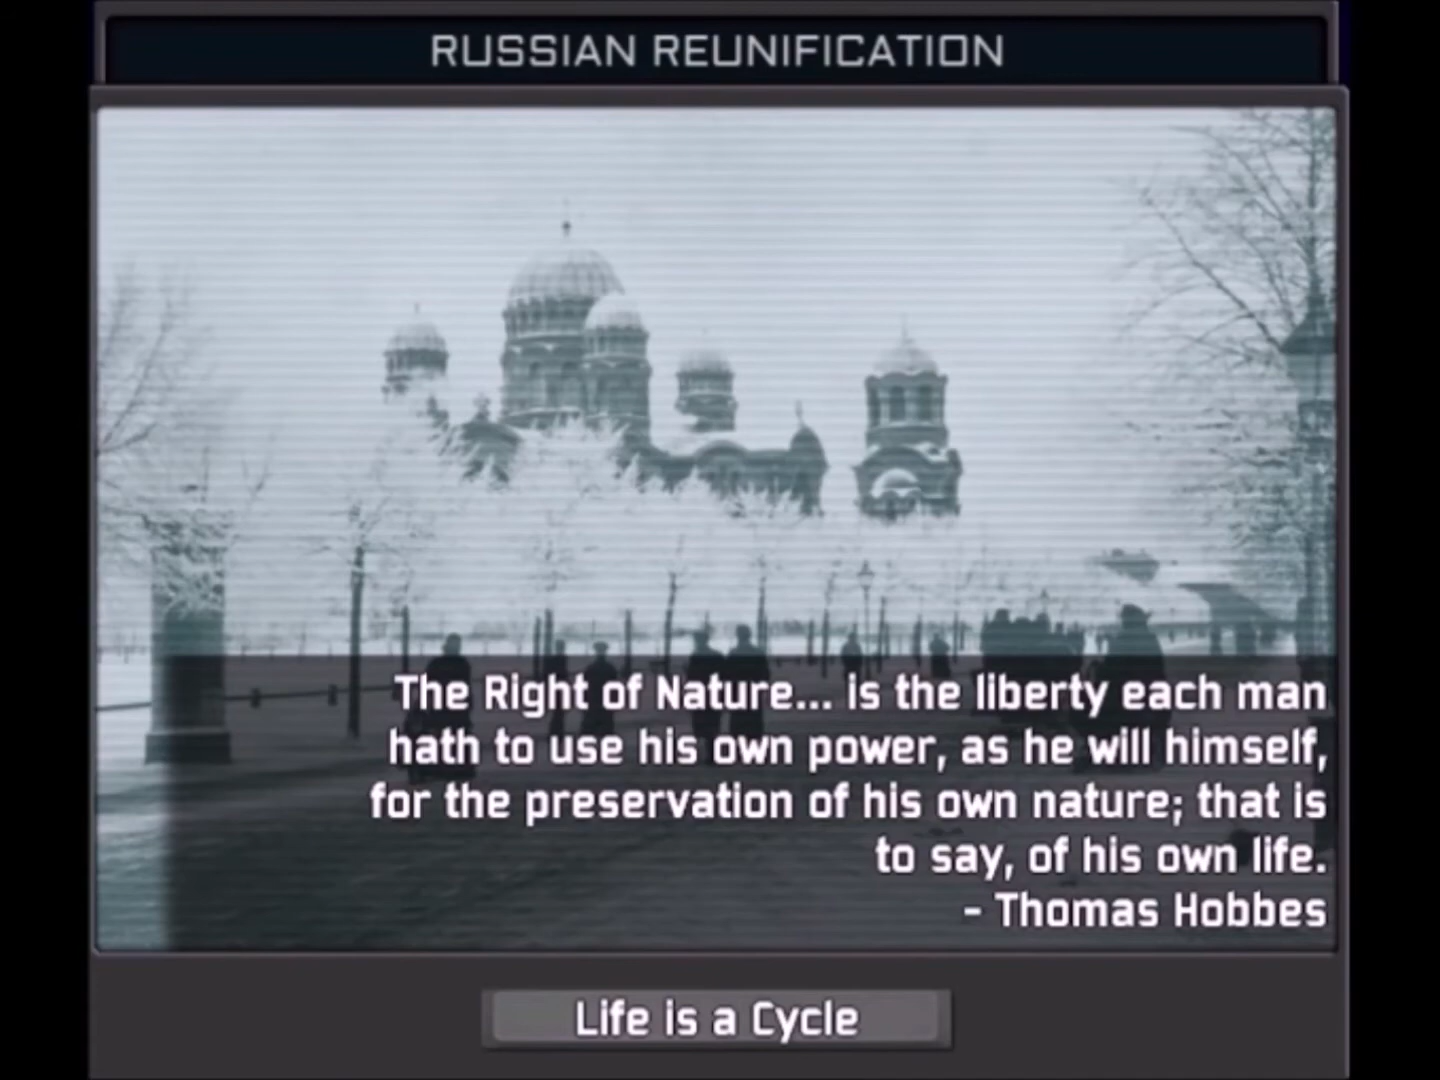 RUSSIAN REUNIFICATION
The Right of Nature... is the liberty each man
hath to use his own power, as he will himself,
for the preservation of his own nature; that is
to say, of his own life.
- Thomas Hobbes
Life is a Cycle